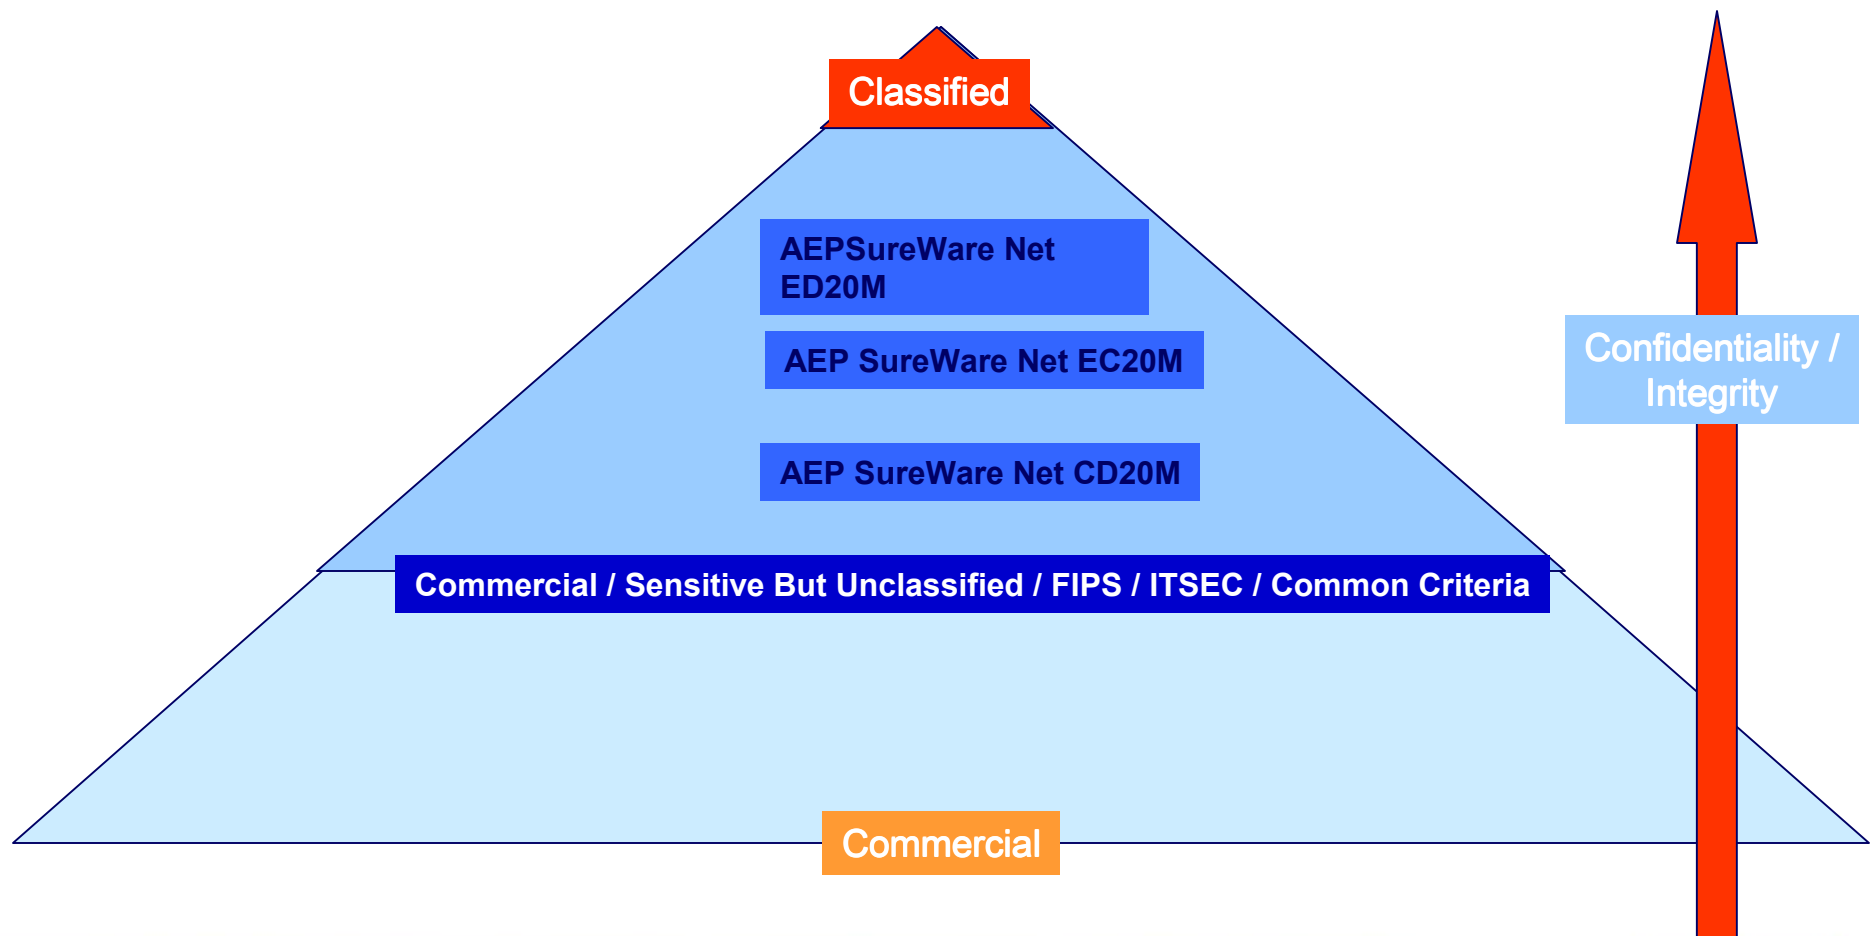 Classified
AEPSureWare Net
ED20M
AEP SureWare Net EC20M
Confidentiality /
Integrity
AEP SureWare Net CD20M
Commercial / Sensitive But Unclassified / FIPS / ITSEC / Common Criteria
Commercial